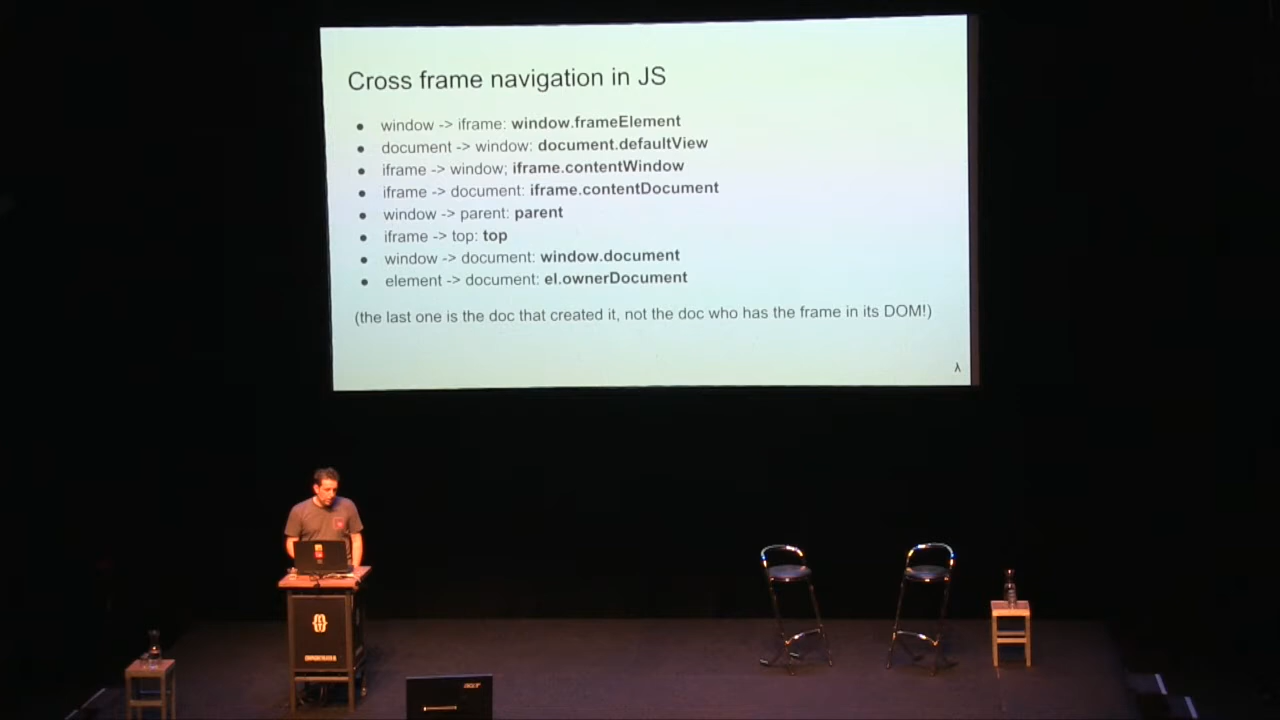 Cross frame navigation in JS
● window -> iframe: window.frameElement
● document -> window: document.defaultView
● iframe -> window; iframe.contentWindow
● iframe -> document: iframe.contentDocument
● window -> parent: parent
● iframe -> top: top
● window -> document: window.document
● element -> document: el.ownerDocument
(the last one is the doc that created it, not the doc who has the frame in its DOM!)
λ
acer